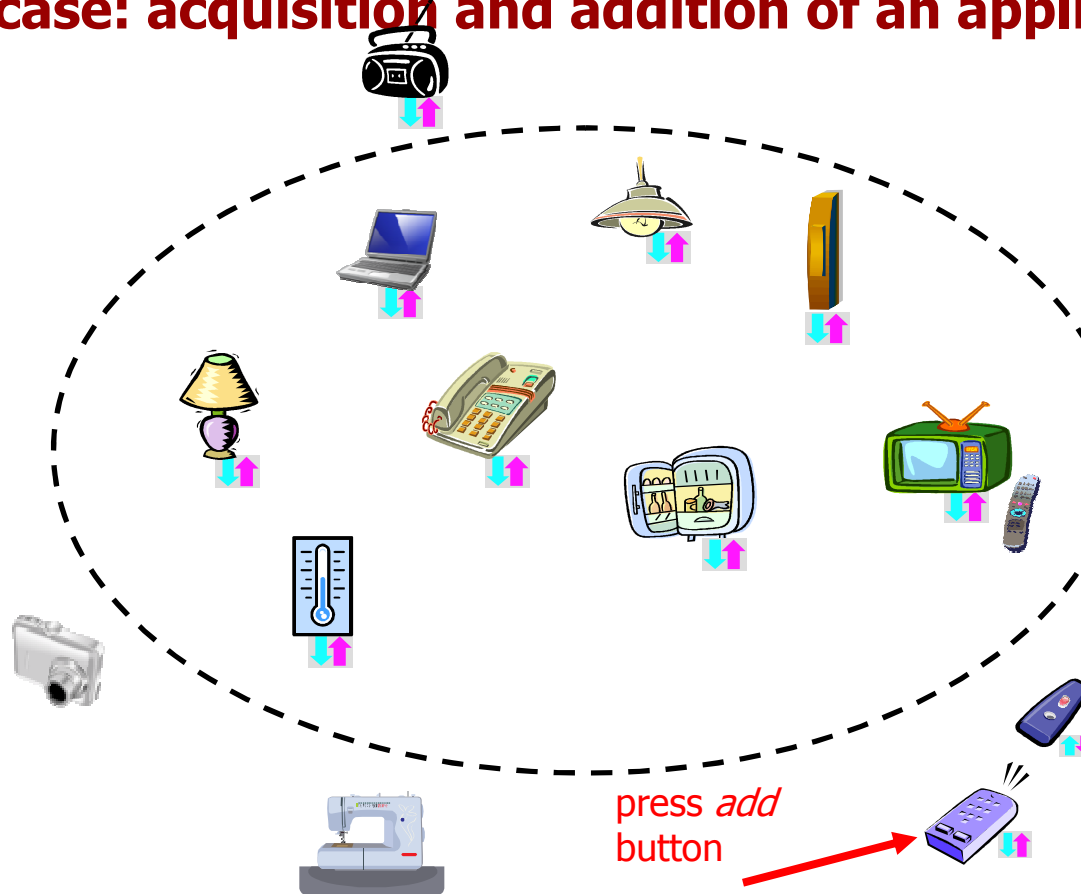 case: acquisition and addition of an appli
press add
button